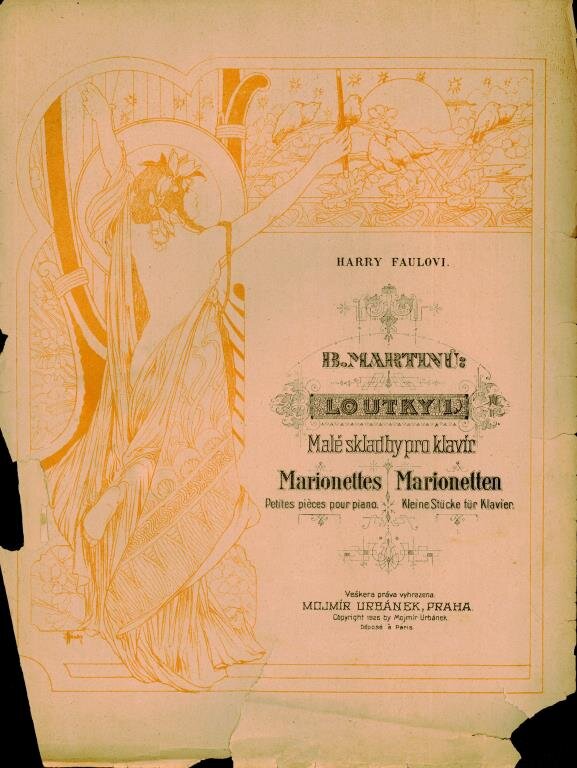 HARRY FAULOVI.
B. MARTINŮ:
LOUTKY I.
Malé skladby pro klavír.
Marionettes Marionetten
Petites pièces pour piano. Kleine Stücke für Klavier.
Veškera práva vyhrazena.
MOJMÍR URBÁNEK, PRAHA.
Copyright 1925 by Mojmír Urbánek.
Déposé à Paris.